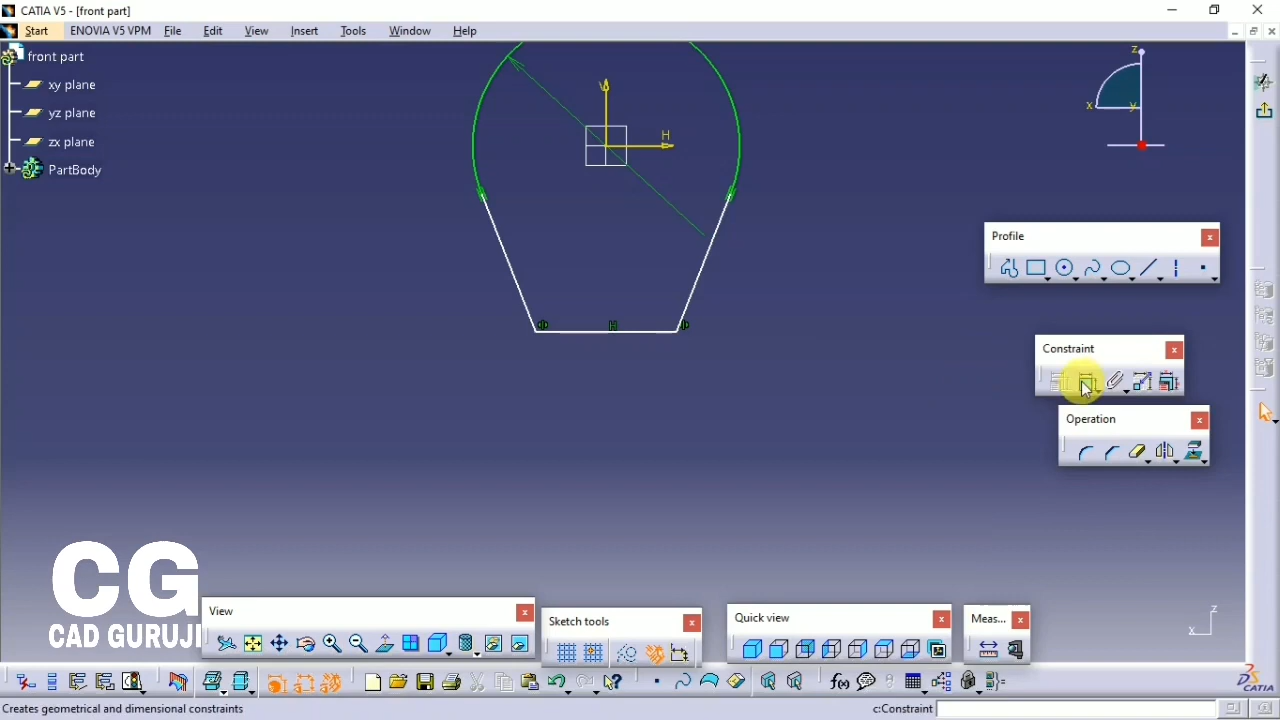 CATIA V5 - [front part]
Start ENOVIA V5 VPM File Edit View Insert Tools Window Help
front part
xy plane
yz plane
zx plane
PartBody
V
H
H
z
x
y
Profile
Constraint
Operation
CG
CAD GURUJI
View
Sketch tools
Quick view
Meas...
z
x
f(x)
CATIA
Creates geometrical and dimensional constraints
c:Constraint